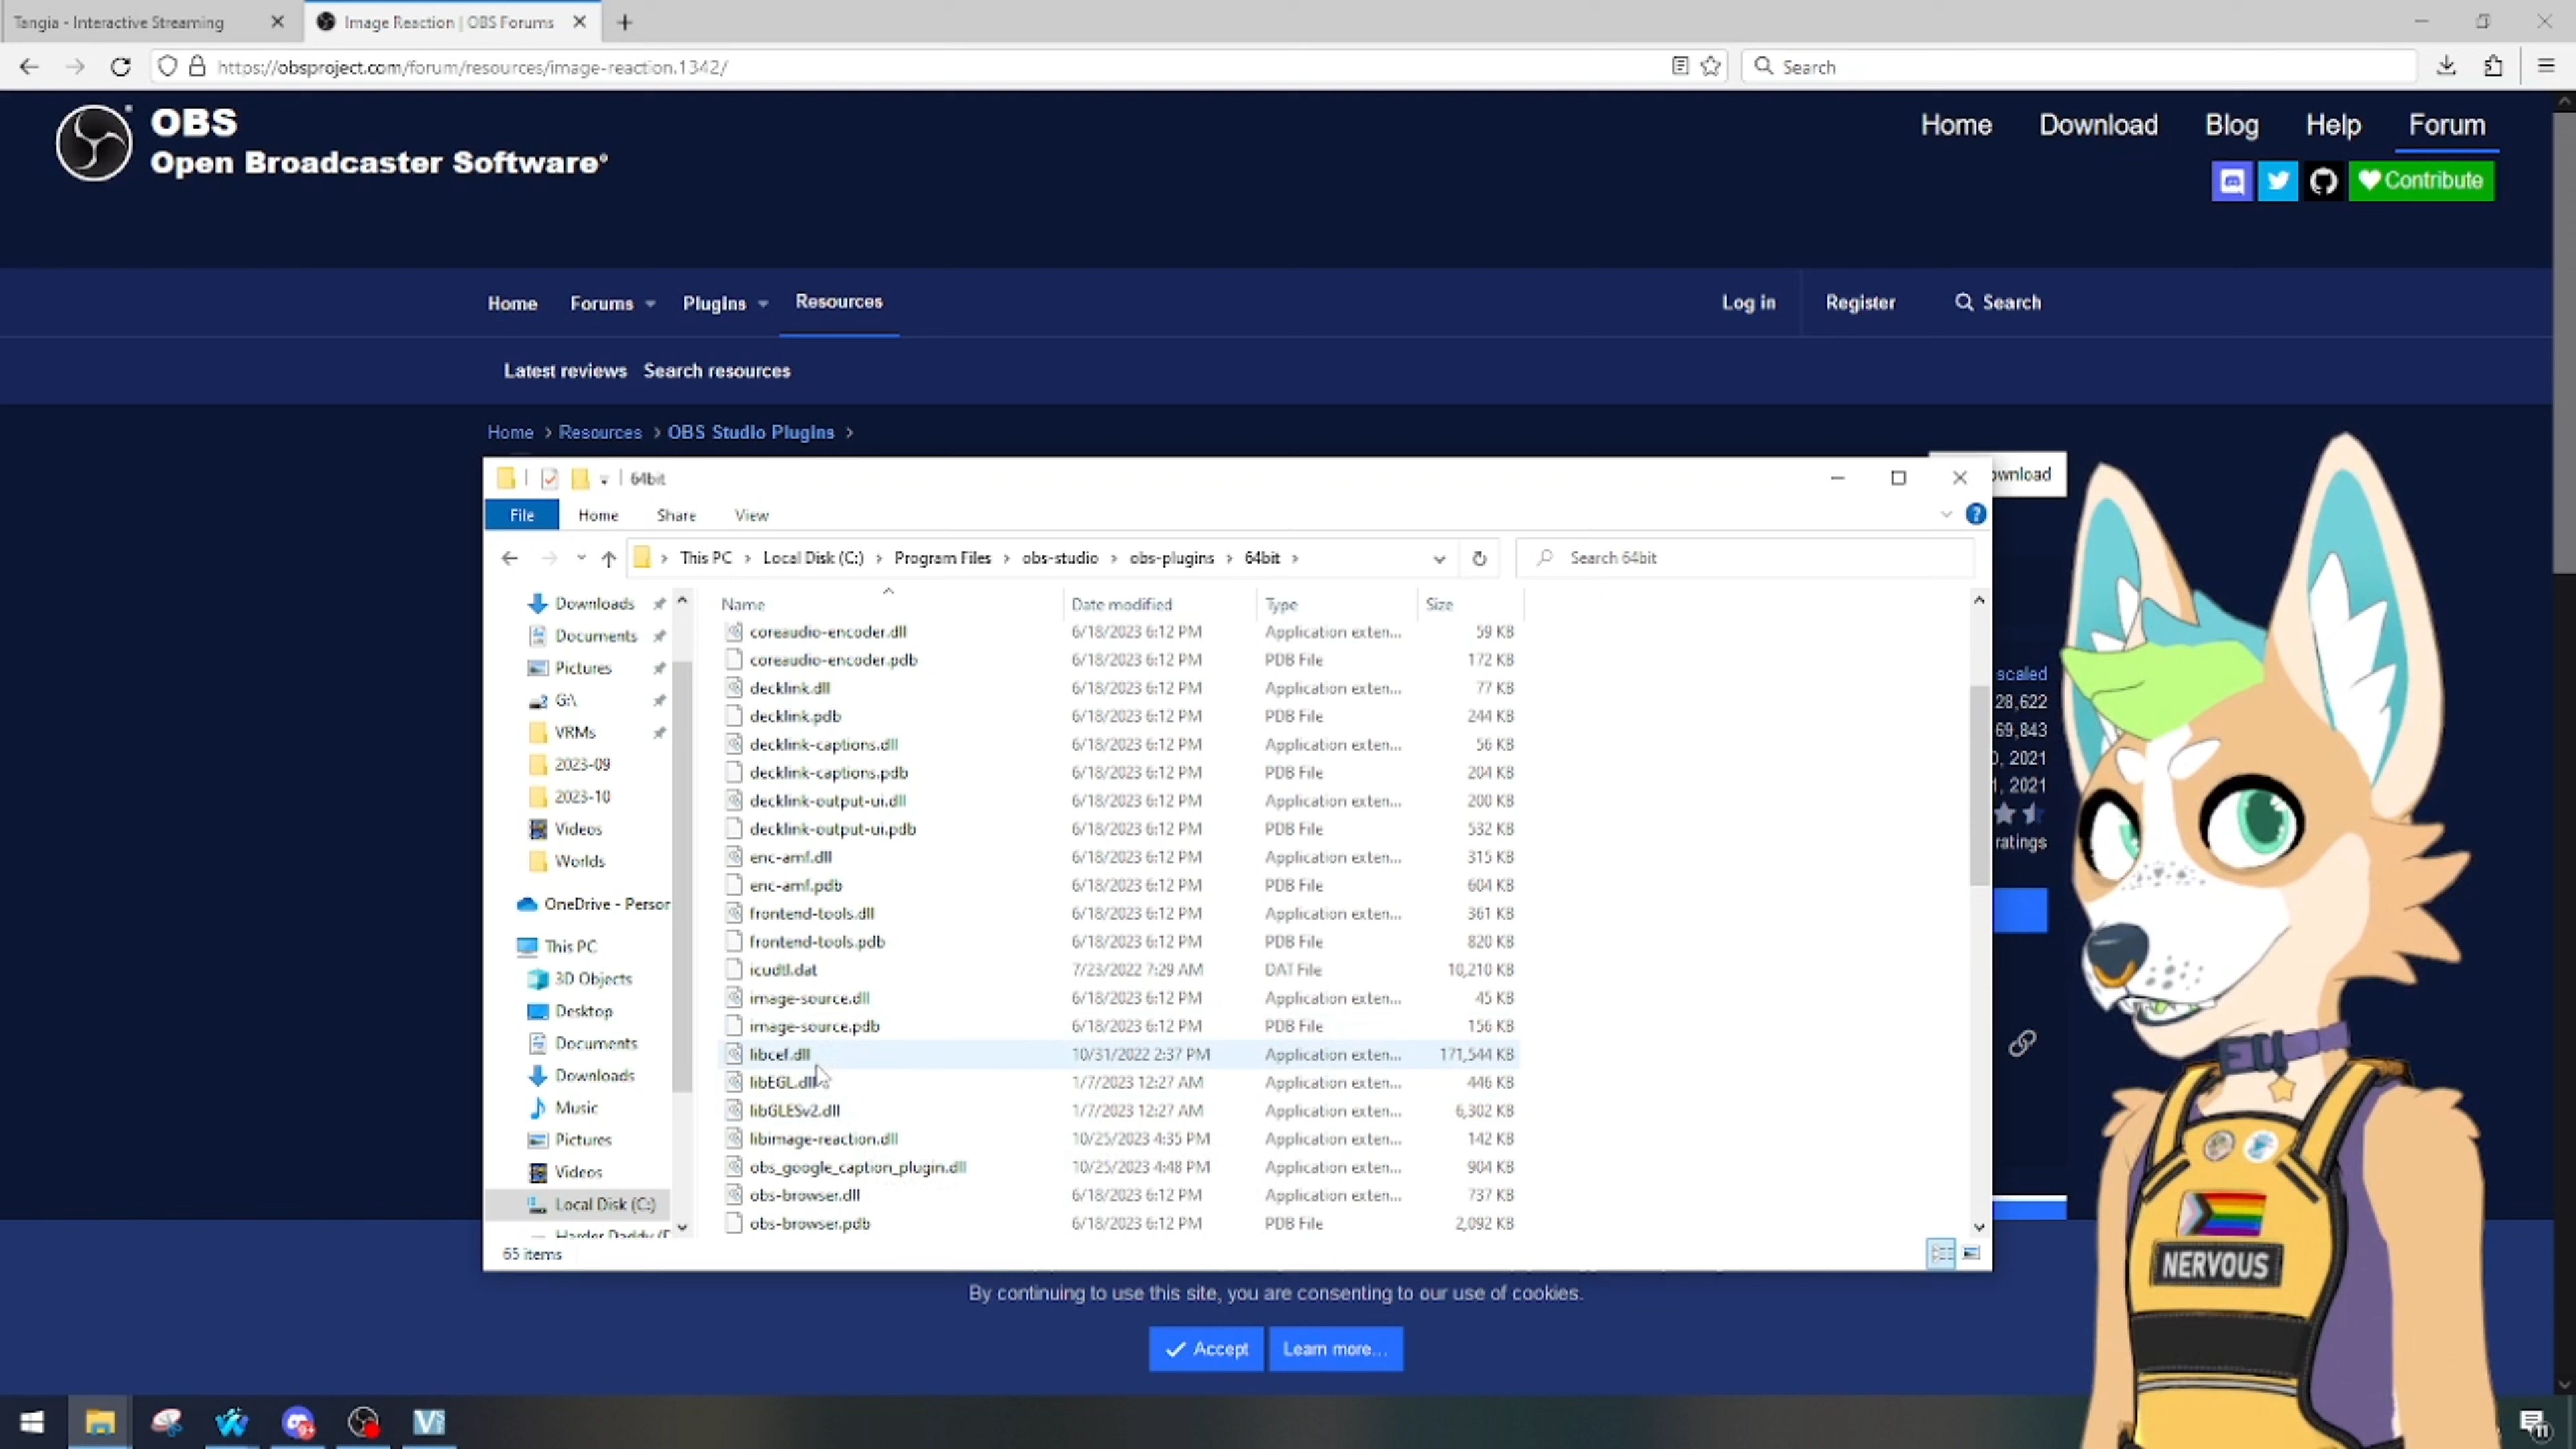 Tangia - Interactive Streaming
Image Reaction | OBS Forums
https://obsproject.com/forum/resources/image-reaction.1342/
Search
OBS
Open Broadcaster Software
Home Download Blog Help Forum
Contribute
Home Forums Plugins Resources
Log in Register Search
Latest reviews Search resources
Home > Resources > OBS Studio Plugins >
64bit
File Home Share View
This PC > Local Disk (C:) > Program Files > obs-studio > obs-plugins > 64bit >
Search 64bit
Name Date modified Type Size
coreaudio-encoder.dll 6/18/2023 6:12 PM Application exten... 59 KB
coreaudio-encoder.pdb 6/18/2023 6:12 PM PDB File 172 KB
decklink.dll 6/18/2023 6:12 PM Application exten... 77 KB
decklink.pdb 6/18/2023 6:12 PM PDB File 244 KB
decklink-captions.dll 6/18/2023 6:12 PM Application exten... 56 KB
decklink-captions.pdb 6/18/2023 6:12 PM PDB File 204 KB
decklink-output-ui.dll 6/18/2023 6:12 PM Application exten... 200 KB
decklink-output-ui.pdb 6/18/2023 6:12 PM PDB File 532 KB
enc-amf.dll 6/18/2023 6:12 PM Application exten... 315 KB
enc-amf.pdb 6/18/2023 6:12 PM PDB File 604 KB
frontend-tools.dll 6/18/2023 6:12 PM Application exten... 361 KB
frontend-tools.pdb 6/18/2023 6:12 PM PDB File 820 KB
icudtl.dat 7/23/2022 7:29 AM DAT File 10,210 KB
image-source.dll 6/18/2023 6:12 PM Application exten... 45 KB
image-source.pdb 6/18/2023 6:12 PM PDB File 156 KB
libcef.dll 10/31/2022 2:37 PM Application exten... 171,544 KB
libEGL.dll 1/7/2023 12:27 AM Application exten... 446 KB
libGLESv2.dll 1/7/2023 12:27 AM Application exten... 6,302 KB
libimage-reaction.dll 10/25/2023 4:35 PM Application exten... 142 KB
obs_google_caption_plugin.dll 10/25/2023 4:48 PM Application exten... 904 KB
obs-browser.dll 6/18/2023 6:12 PM Application exten... 737 KB
obs-browser.pdb 6/18/2023 6:12 PM PDB File 2,092 KB
Downloads
Documents
Pictures
G:\
VRMs
2023-09
2023-10
Videos
Worlds
OneDrive - Person
This PC
3D Objects
Desktop
Documents
Downloads
Music
Pictures
Videos
Local Disk (C:)
65 items
ownload
scaled
28,622
69,843
0, 2021
1, 2021
ratings
NERVOUS
By continuing to use this site, you are consenting to our use of cookies.
Accept Learn more...